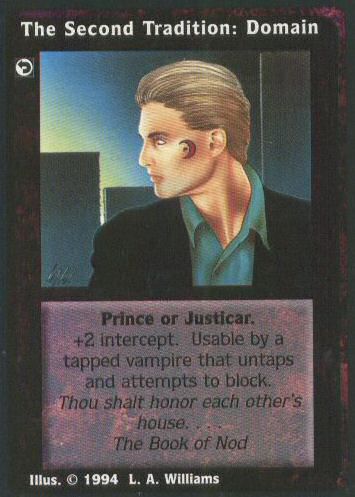 The Second Tradition: Domain
Prince or Justicar.
+2 intercept. Usable by a
tapped vampire that untaps
and attempts to block.
Thou shalt honor each other's
house. . . .
The Book of Nod
Illus. © 1994 L. A. Williams